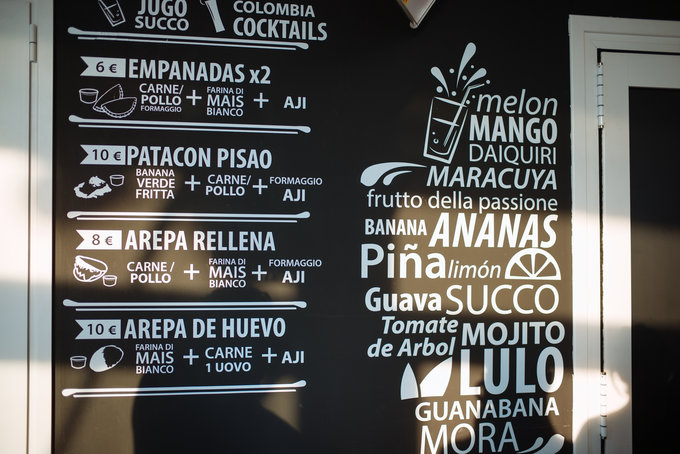 JUGO
SUCCO
COLOMBIA
COCKTAILS
6 € EMPANADAS x2
CARNE/
POLLO
FORMAGGIO
+
FARINA DI
MAIS
BIANCO
+ AJI
10 € PATACON PISAO
BANANA
VERDE
FRITTA
+ CARNE/
POLLO
+ FORMAGGIO
AJI
8 € AREPA RELLENA
CARNE/
POLLO
+ FARINA DI
MAIS
BIANCO
+ FORMAGGIO
AJI
10 € AREPA DE HUEVO
FARINA DI
MAIS
BIANCO
+ CARNE
1 UOVO
+ AJI
melon
MANGO
DAIQUIRI
MARACUYA
frutto della passione
BANANA ANANAS
Piña limón
Guava SUCCO
Tomate
de Arbol MOJITO
LULO
GUANABANA
MORA